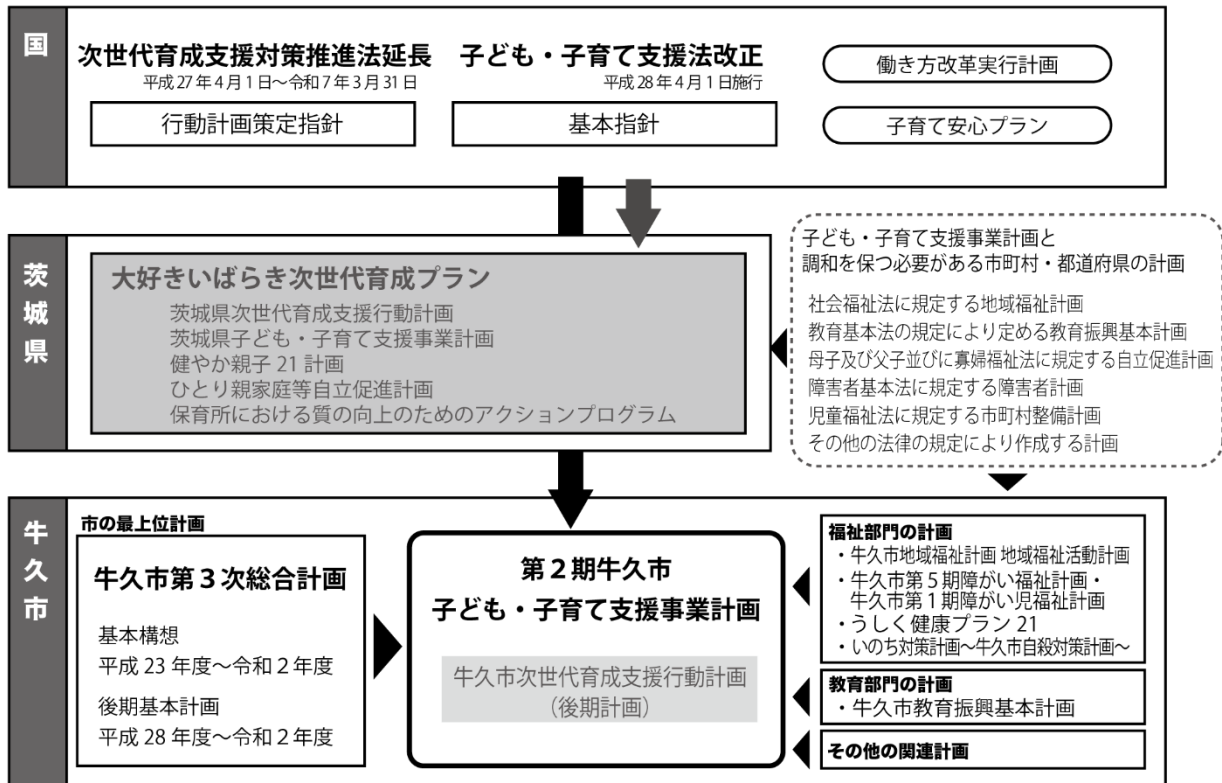 国
次世代育成支援対策推進法延長
平成27年4月1日～令和7年3月31日
行動計画策定指針
子ども・子育て支援法改正
平成28年4月1日施行
基本指針
働き方改革実行計画
子育て安心プラン
茨城県
大好きいばらき次世代育成プラン
茨城県次世代育成支援行動計画
茨城県子ども・子育て支援事業計画
健やか親子21計画
ひとり親家庭等自立促進計画
保育所における質の向上のためのアクションプログラム
子ども・子育て支援事業計画と
調和を保つ必要がある市町村・都道府県の計画
社会福祉法に規定する地域福祉計画
教育基本法の規定により定める教育振興基本計画
母子及び父子並びに寡婦福祉法に規定する自立促進計画
障害者基本法に規定する障害者計画
児童福祉法に規定する市町村整備計画
その他の法律の規定により作成する計画
牛久市
市の最上位計画
牛久市第3次総合計画
基本構想
平成23年度～令和2年度
後期基本計画
平成28年度～令和2年度
第2期牛久市
子ども・子育て支援事業計画
牛久市次世代育成支援行動計画
（後期計画）
福祉部門の計画
・牛久市地域福祉計画 地域福祉活動計画
・牛久市第5期障がい福祉計画・
牛久市第1期障がい児福祉計画
・うしく健康プラン21
・いのち対策計画～牛久市自殺対策計画～
教育部門の計画
・牛久市教育振興基本計画
その他の関連計画